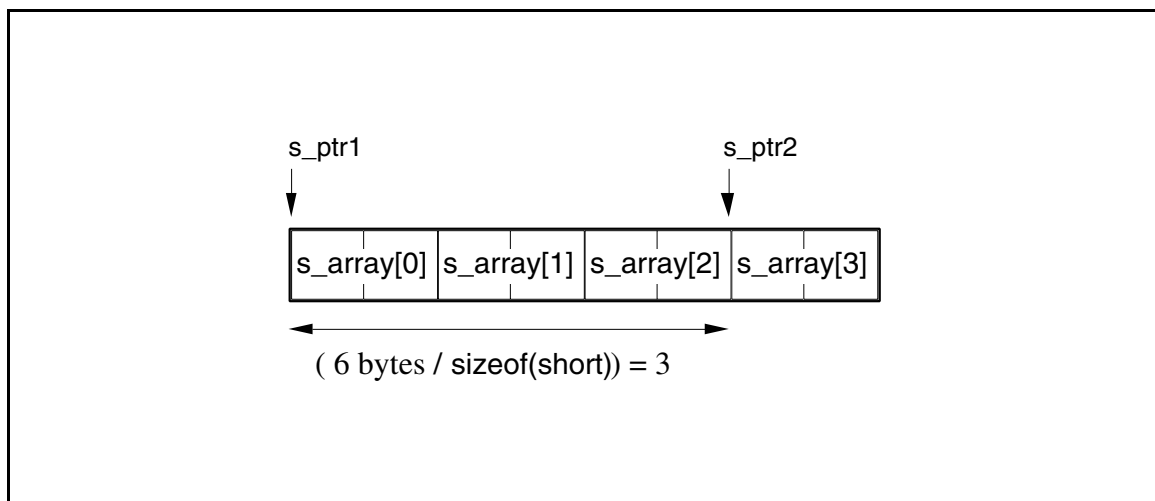 s_ptr1 s_ptr2
s_array[0] s_array[1] s_array[2] s_array[3]
( 6 bytes / sizeof(short)) = 3